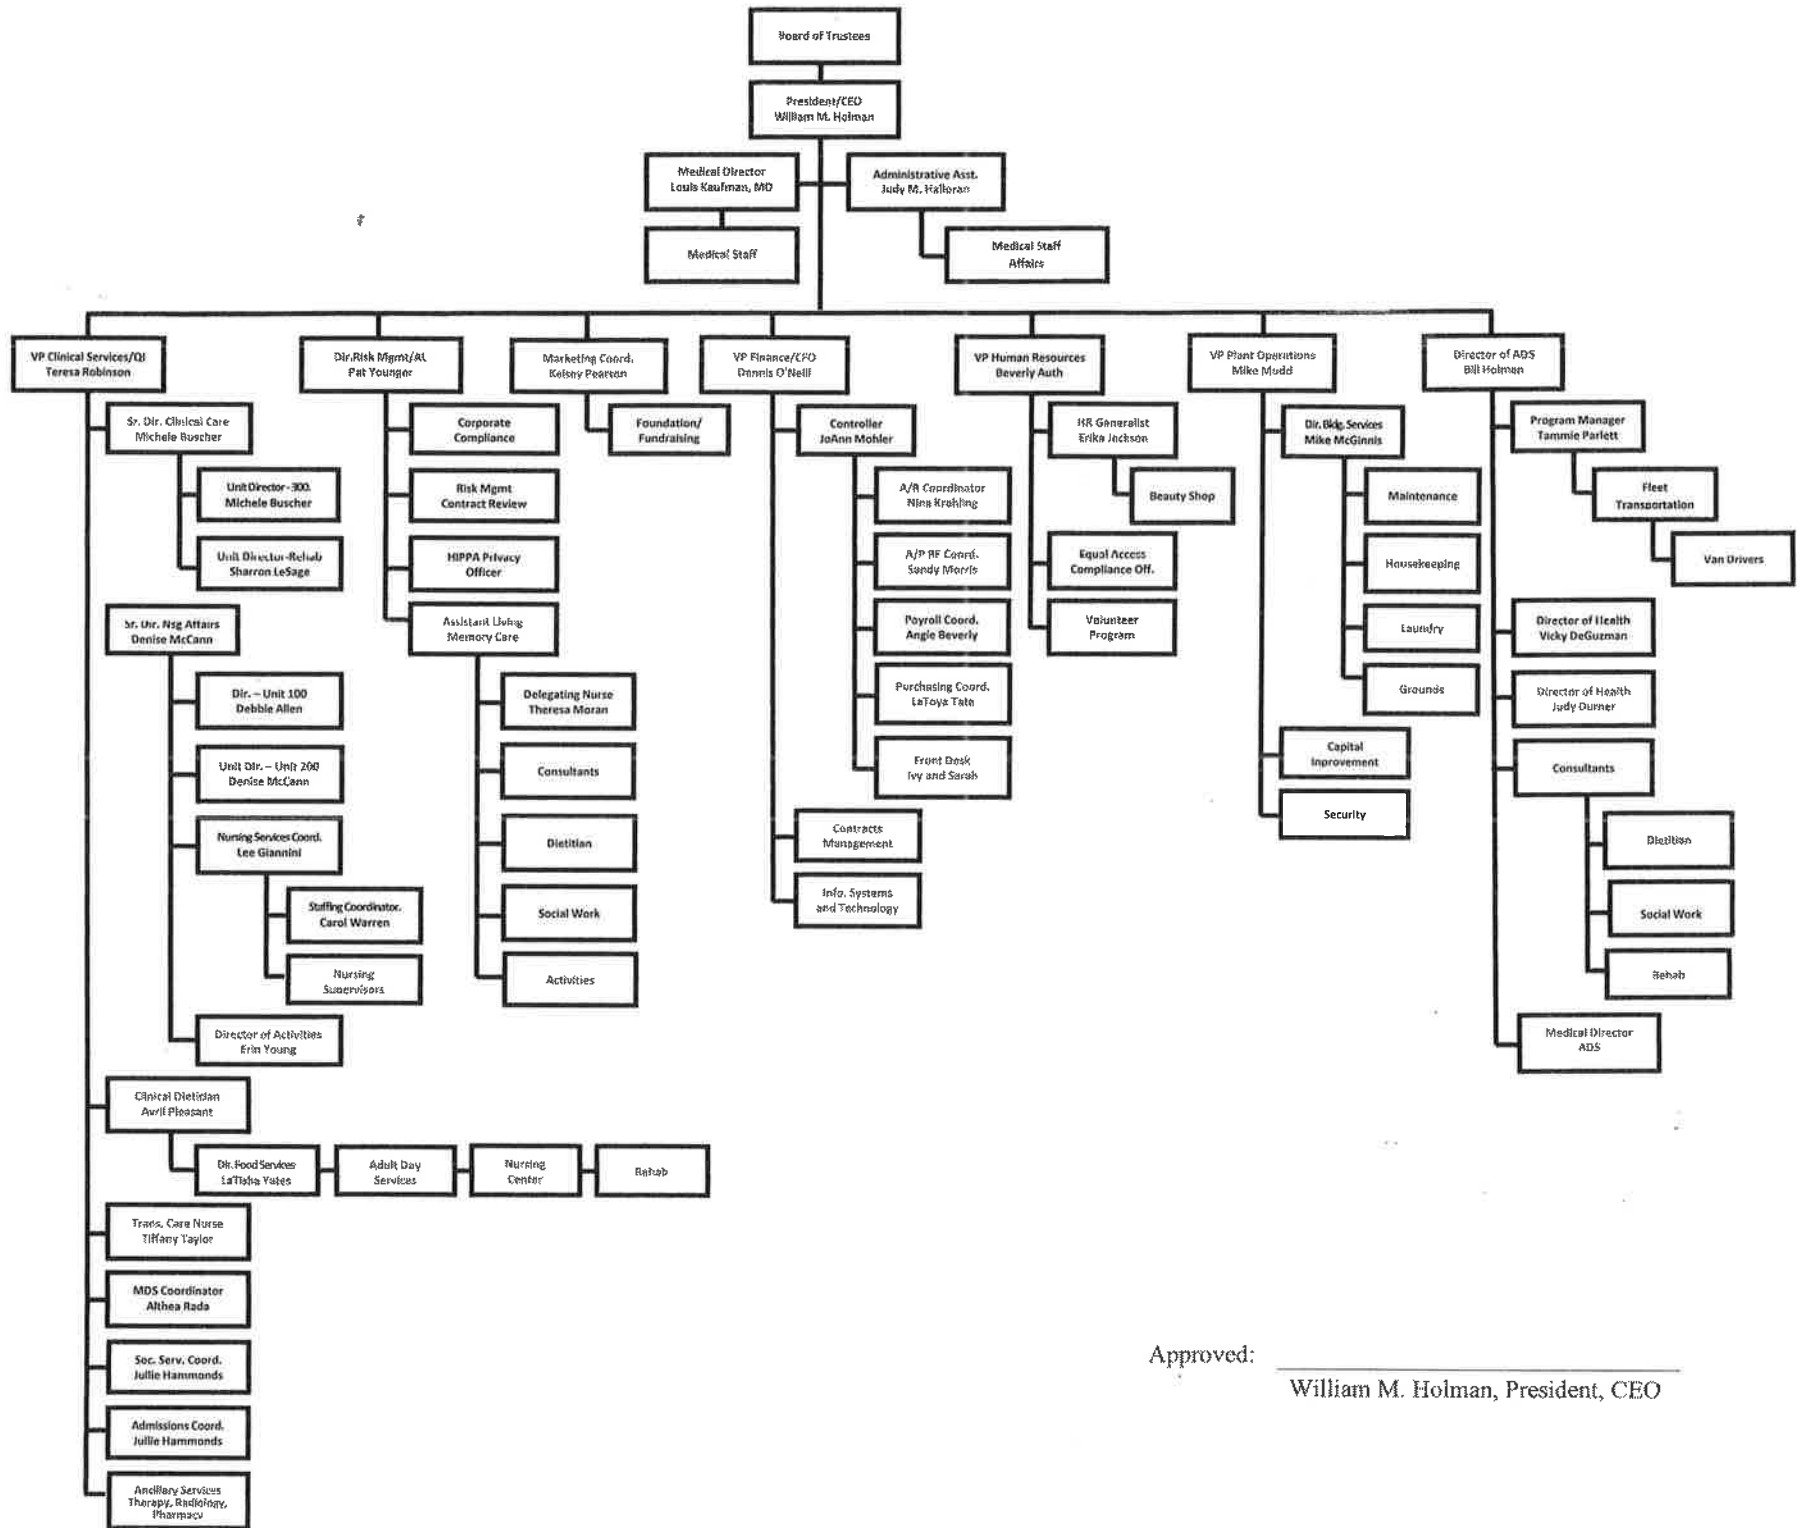 Board of Trustees
President/CEO
William M. Holman
Medical Director
Louis Kaufman, MD
Administrative Asst.
Judy M. Halloran
Medical Staff
Medical Staff
Affairs
VP Clinical Services/QI
Teresa Robinson
Dir.Risk Mgmt/AL
Pat Younger
Marketing Coord.
Kelsey Pearson
VP Finance/CFO
Dennis O'Neill
VP Human Resources
Beverly Auth
VP Plant Operations
Mike Mudd
Director of ADS
Bill Holman
Sr. Dir. Clinical Care
Michele Buscher
Unit Director -300.
Michele Buscher
Unit Director-Rehab
Sharron LeSage
Sr. Dir. Nsg Affairs
Denise McCann
Dir. – Unit 100
Debbie Allen
Unit Dir. – Unit 200
Denise McCann
Nursing Services Coord.
Lee Giannini
Staffing Coordinator.
Carol Warren
Nursing
Supervisors
Director of Activities
Erin Young
Clinical Dietician
Avril Pleasant
Dir. Food Services
LaTisha Yates
Adult Day
Services
Nursing
Center
Rehab
Trans. Care Nurse
Tiffany Taylor
MDS Coordinator
Althea Rada
Soc. Serv. Coord.
Jullie Hammonds
Admissions Coord.
Jullie Hammonds
Ancillary Services
Therapy, Radiology,
Pharmacy
Corporate
Compliance
Risk Mgmt
Contract Review
HIPPA Privacy
Officer
Assistant Living
Memory Care
Delegating Nurse
Theresa Moran
Consultants
Dietitian
Social Work
Activities
Foundation/
Fundraising
Controller
JoAnn Mohler
A/R Coordinator
Nina Krohling
A/P RF Coord.
Sandy Morris
Payroll Coord.
Angie Beverly
Purchasing Coord.
LaToya Tate
Front Desk
Ivy and Sarah
Contracts
Management
Info. Systems
and Technology
HR Generalist
Erika Jackson
Beauty Shop
Equal Access
Compliance Off.
Volunteer
Program
Dir. Bldg. Services
Mike McGinnis
Maintenance
Housekeeping
Laundry
Grounds
Capital
Inprovement
Security
Program Manager
Tammie Parlett
Fleet
Transportation
Van Drivers
Director of Health
Vicky DeGuzman
Director of Health
Judy Durner
Consultants
Dietitian
Social Work
Rehab
Medical Director
ADS
Approved:
William M. Holman, President, CEO